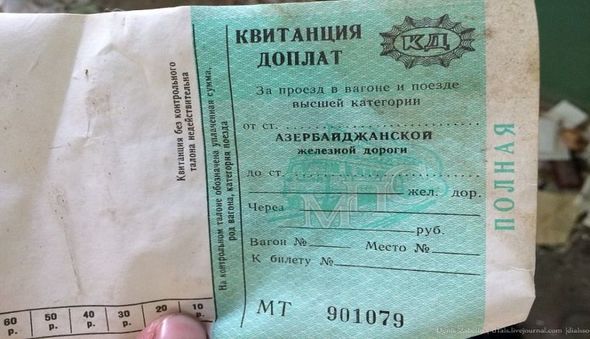 КВИТАНЦИЯ
ДОПЛАТ
КД
За проезд в вагоне и поезде
высшей категории
от ст.
АЗЕРБАЙДЖАНСКОЙ
железной дороги
до ст.
жел. дор.
МПС
Через
руб.
Вагон № Место №
К билету №
МТ 901079
ПОЛНАЯ
Квитанция без контрольного
талона недействительна
На контрольном талоне обозначена уплаченная сумма,
род вагона, категория поезда
60 р. 50 р. 40 р. 30 р. 20 р. 10 р.